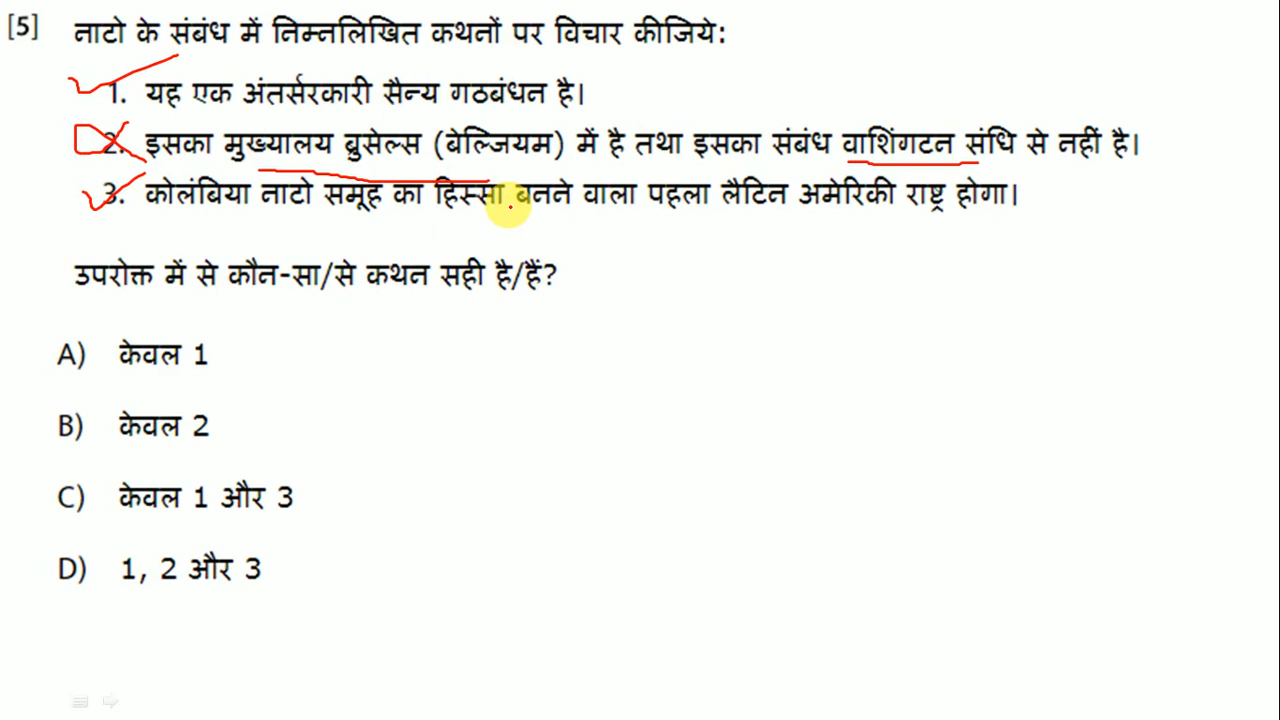 [5] नाटो के संबंध में निम्नलिखित कथनों पर विचार कीजिये:
1. यह एक अंतर्सरकारी सैन्य गठबंधन है।
2. इसका मुख्यालय ब्रुसेल्स (बेल्जियम) में है तथा इसका संबंध वाशिंगटन संधि से नहीं है।
3. कोलंबिया नाटो समूह का हिस्सा बनने वाला पहला लैटिन अमेरिकी राष्ट्र होगा।
उपरोक्त में से कौन-सा/से कथन सही है/हैं?
A) केवल 1
B) केवल 2
C) केवल 1 और 3
D) 1, 2 और 3